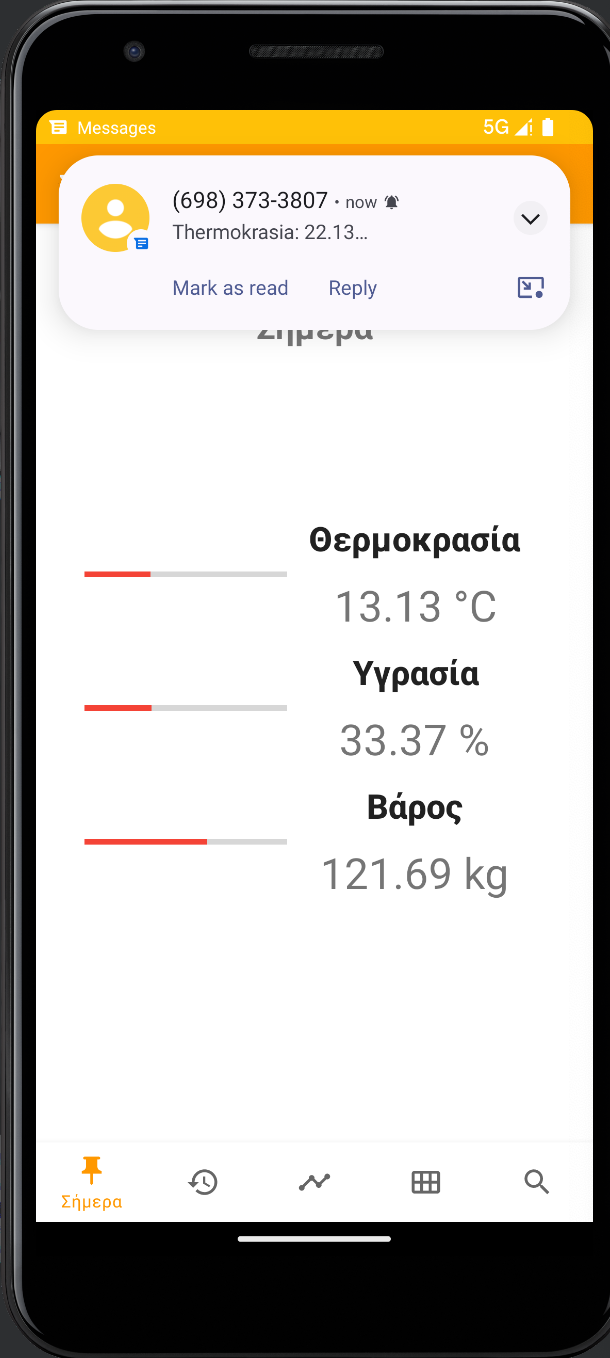 Messages 5G
(698) 373-3807 • now
Thermokrasia: 22.13...
Mark as read Reply
Σήμερα
Θερμοκρασία
13.13 °C
Υγρασία
33.37 %
Βάρος
121.69 kg
Σήμερα